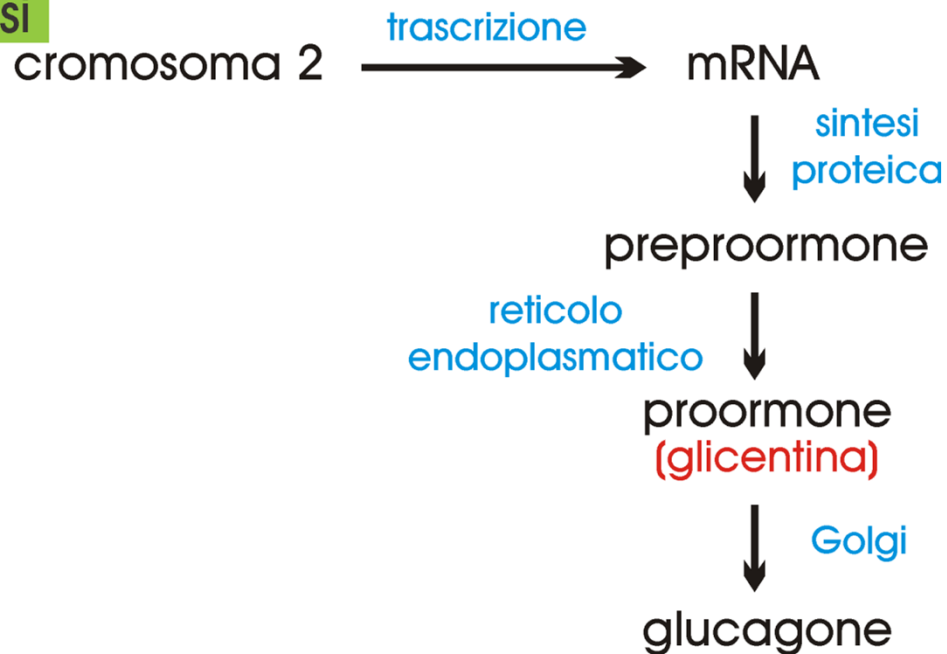 SI
trascrizione
cromosoma 2
mRNA
sintesi
proteica
preproormone
reticolo
endoplasmatico
proormone
(glicentina)
Golgi
glucagone